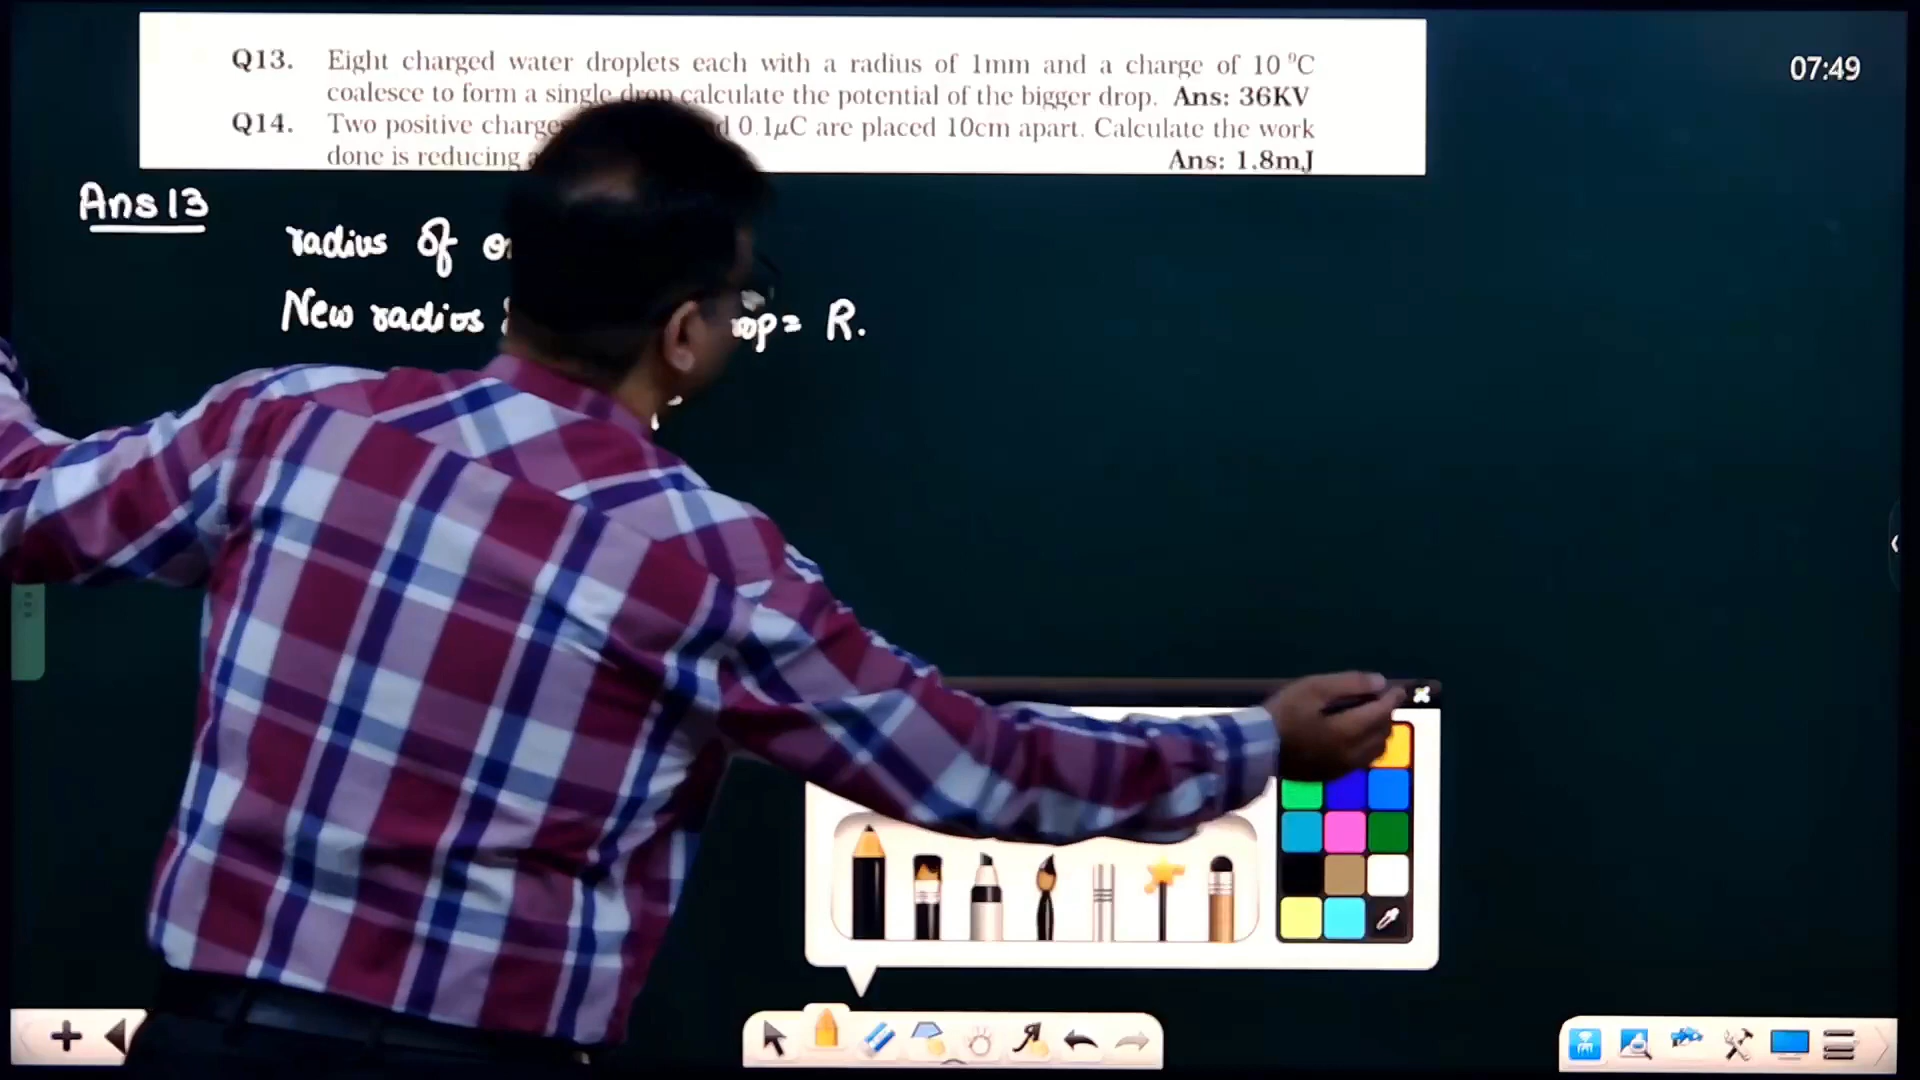 Q13. Eight charged water droplets each with a radius of 1mm and a charge of 10 ⁰C
coalesce to form a single drop calculate the potential of the bigger drop. Ans: 36KV
Q14. Two positive charge 0.1μC are placed 10cm apart. Calculate the work
done is reducing Ans: 1.8mJ
07:49
Ans 13
radius of
New radius = R.